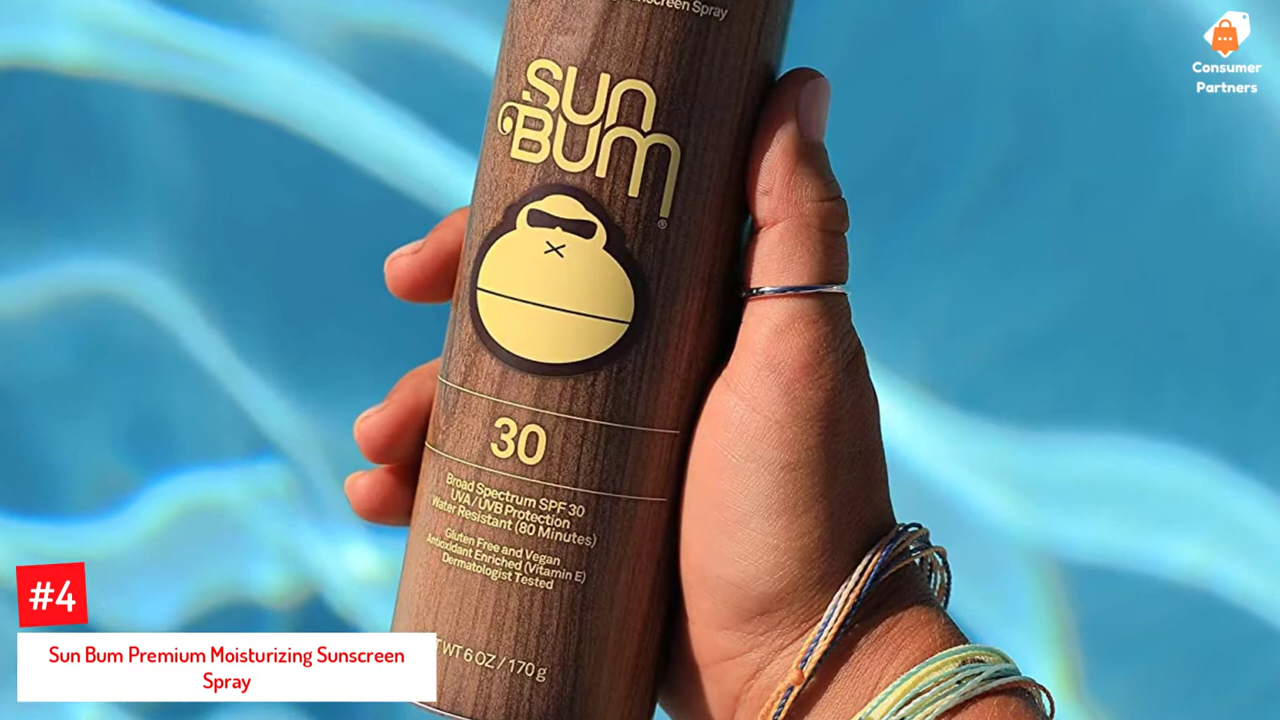 Sunscreen Spray
Consumer
Partners
sun
Bum
®
30
Broad Spectrum SPF 30
UVA / UVB Protection
Water Resistant (80 Minutes)
Gluten Free and Vegan
Antioxidant Enriched (Vitamin E)
Dermatologist Tested
WT 6 OZ / 170 g
#4
Sun Bum Premium Moisturizing Sunscreen
Spray